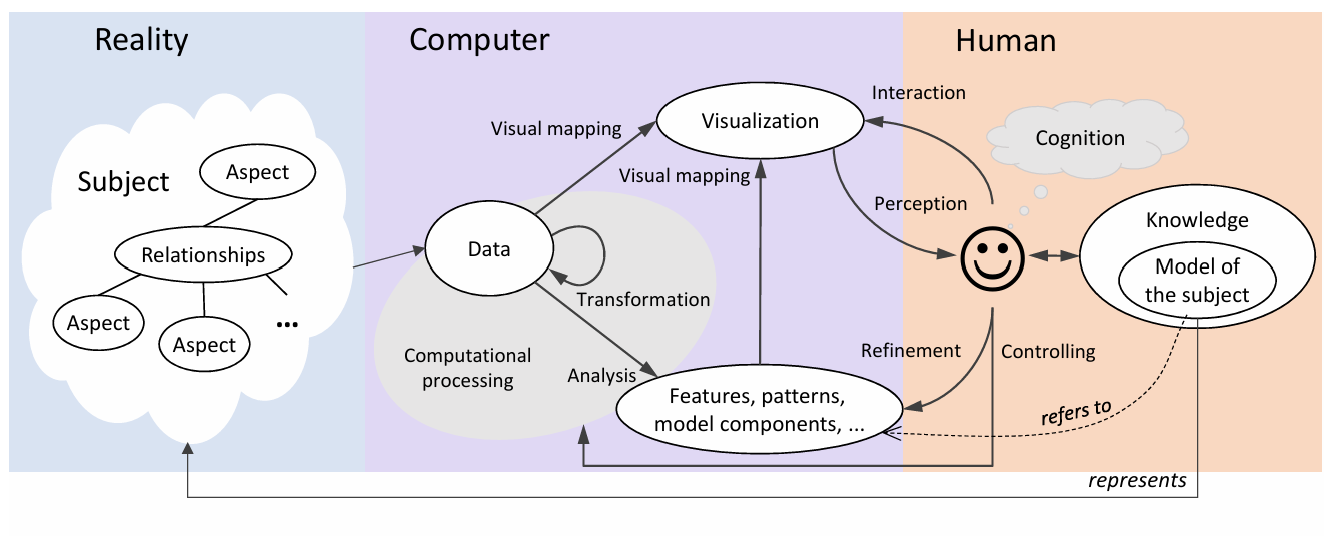 Reality
Computer
Human
Subject
Aspect
Relationships
Aspect
Aspect
...
Visual mapping
Visualization
Interaction
Cognition
Visual mapping
Perception
Data
Transformation
Knowledge
Model of
the subject
Computational
processing
Analysis
Features, patterns,
model components, ...
Refinement
Controlling
refers to
represents